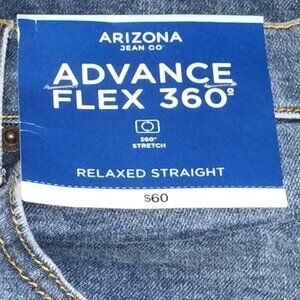 ARIZONA
JEAN CO
ADVANCE
FLEX 360°
360°
STRETCH
RELAXED STRAIGHT
$60